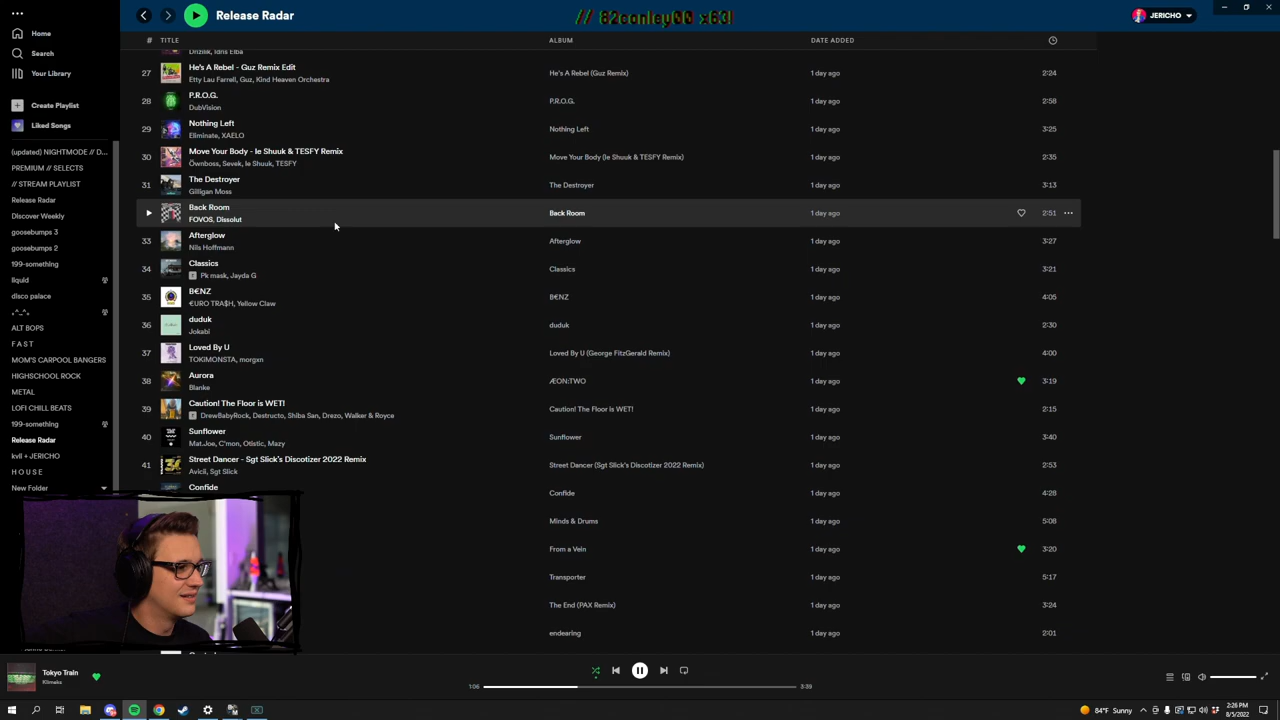 Release Radar
// 82canley00 x63!
JERICHO
Home
Search
Your Library
Create Playlist
Liked Songs
(updated) NIGHTMODE // D...
PREMIUM // SELECTS
// STREAM PLAYLIST
Release Radar
Discover Weekly
goosebumps 3
goosebumps 2
199-something
liquid
disco palace
ALT BOPS
F A S T
MOM'S CARPOOL BANGERS
HIGHSCHOOL ROCK
METAL
LOFI CHILL BEATS
199-something
Release Radar
kvll + JERICHO
H O U S E
New Folder
# TITLE ALBUM DATE ADDED
Drizilik, Idris Elba
27 He's A Rebel - Guz Remix Edit He's A Rebel (Guz Remix) 1 day ago 2:24
Etty Lau Farrell, Guz, Kind Heaven Orchestra
28 P.R.O.G. P.R.O.G. 1 day ago 2:58
DubVision
29 Nothing Left Nothing Left 1 day ago 3:25
Eliminate, XAELO
30 Move Your Body - le Shuuk & TESFY Remix Move Your Body (le Shuuk & TESFY Remix) 1 day ago 2:35
Öwnboss, Sevek, le Shuuk, TESFY
31 The Destroyer The Destroyer 1 day ago 3:13
Gilligan Moss
Back Room Back Room 1 day ago 2:51
FOVOS, Dissolut
33 Afterglow Afterglow 1 day ago 3:27
Nils Hoffmann
34 Classics Classics 1 day ago 3:21
Pk mask, Jayda G
35 B€NZ B€NZ 1 day ago 4:05
€URO TRA$H, Yellow Claw
36 duduk duduk 1 day ago 2:30
Jokabi
37 Loved By U Loved By U (George FitzGerald Remix) 1 day ago 4:00
TOKiMONSTA, morgxn
38 Aurora ÆON:TWO 1 day ago 3:19
Blanke
39 Caution! The Floor is WET! Caution! The Floor is WET! 1 day ago 2:15
DrewBabyRock, Destructo, Shiba San, Drezo, Walker & Royce
40 Sunflower Sunflower 1 day ago 3:40
Mat.Joe, C'mon, Otistic, Mazy
41 Street Dancer - Sgt Slick's Discotizer 2022 Remix Street Dancer (Sgt Slick's Discotizer 2022 Remix) 1 day ago 2:53
Avicii, Sgt Slick
Confide Confide 1 day ago 4:28
Minds & Drums 1 day ago 5:08
From a Vein 1 day ago 3:20
Transporter 1 day ago 5:17
The End (PAX Remix) 1 day ago 3:24
endearing 1 day ago 2:01
Tokyo Train
Klimaks
1:06 3:39
84°F Sunny
2:26 PM
8/5/2022